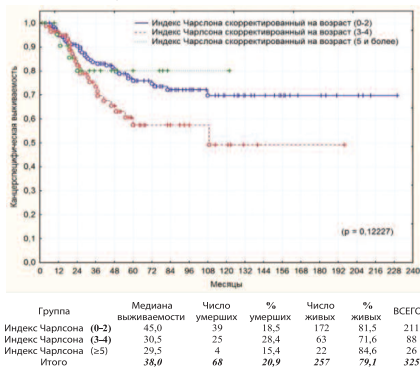 Индекс Чарлсона скорректированный на возраст (0-2)
Индекс Чарлсона скоррективроанный на возраст (3-4)
Индекс Чарлсона скорректированный на возраст (5 и более)
Канцерспецифическая выживаемость
1,0
0,9
0,8
0,7
0,6
0,5
0,4
0,3
0,2
0,1
0,0
(p = 0,12227)
0 12 24 36 48 60 72 84 96 108 120 132 144 156 168 180 192 204 216 228 240
Месяцы
Группа Медиана выживаемости Число умерших % умерших Число живых % живых ВСЕГО
Индекс Чарлсона (0-2) 45,0 39 18,5 172 81,5 211
Индекс Чарлсона (3-4) 30,5 25 28,4 63 71,6 88
Индекс Чарлсона (≥5) 29,5 4 15,4 22 84,6 26
Итого 38,0 68 20,9 257 79,1 325